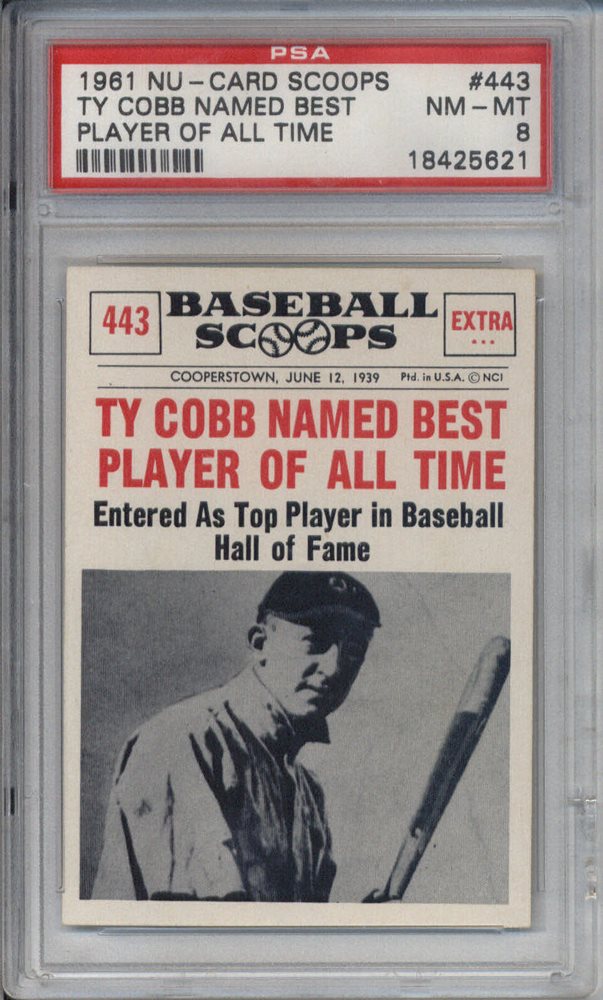 PSA
1961 NU-CARD SCOOPS #443
TY COBB NAMED BEST NM-MT
PLAYER OF ALL TIME 8
18425621
443 BASEBALL SCOOPS EXTRA
COOPERSTOWN, JUNE 12, 1939 Ptd. in U.S.A. © NCI
TY COBB NAMED BEST
PLAYER OF ALL TIME
Entered As Top Player in Baseball
Hall of Fame